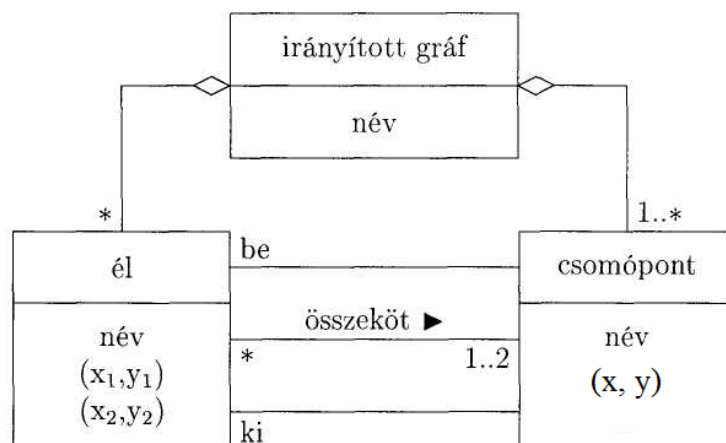 irányított gráf
név
*
1..*
él
be
csomópont
összeköt ►
név
név
*
1..2
(x₁,y₁)
(x, y)
(x₂,y₂)
ki